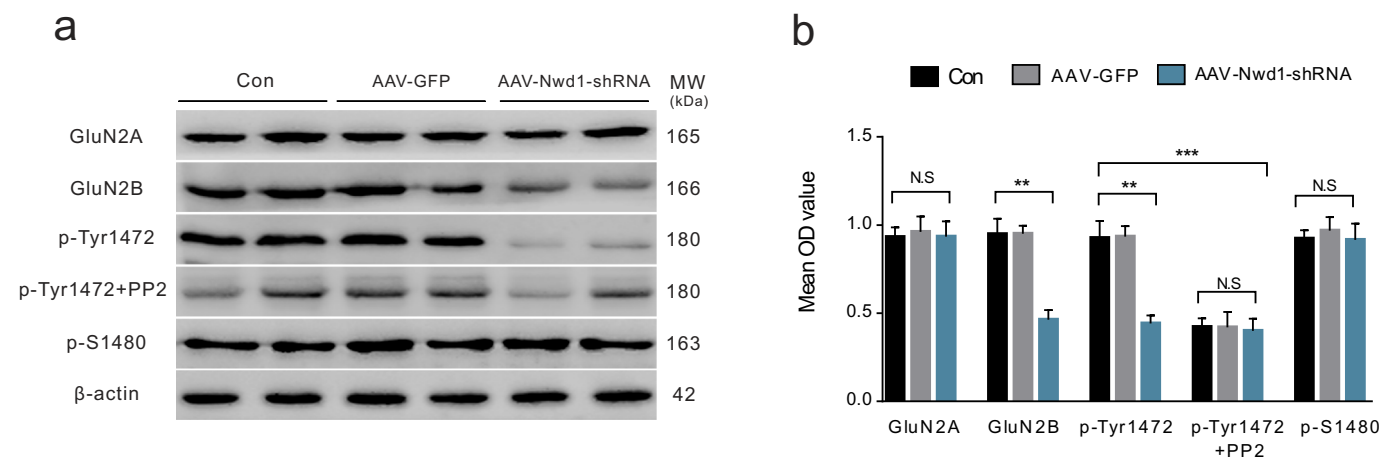 a
Con AAV-GFP AAV-Nwd1-shRNA MW
(kDa)
GluN2A 165
GluN2B 166
p-Tyr1472 180
p-Tyr1472+PP2 180
p-S1480 163
β-actin 42
b
Con AAV-GFP AAV-Nwd1-shRNA
Mean OD value
1.5
1.0
0.5
0.0
N.S
**
**
***
N.S
N.S
GluN2A GluN2B p-Tyr1472 p-Tyr1472 p-S1480
+PP2